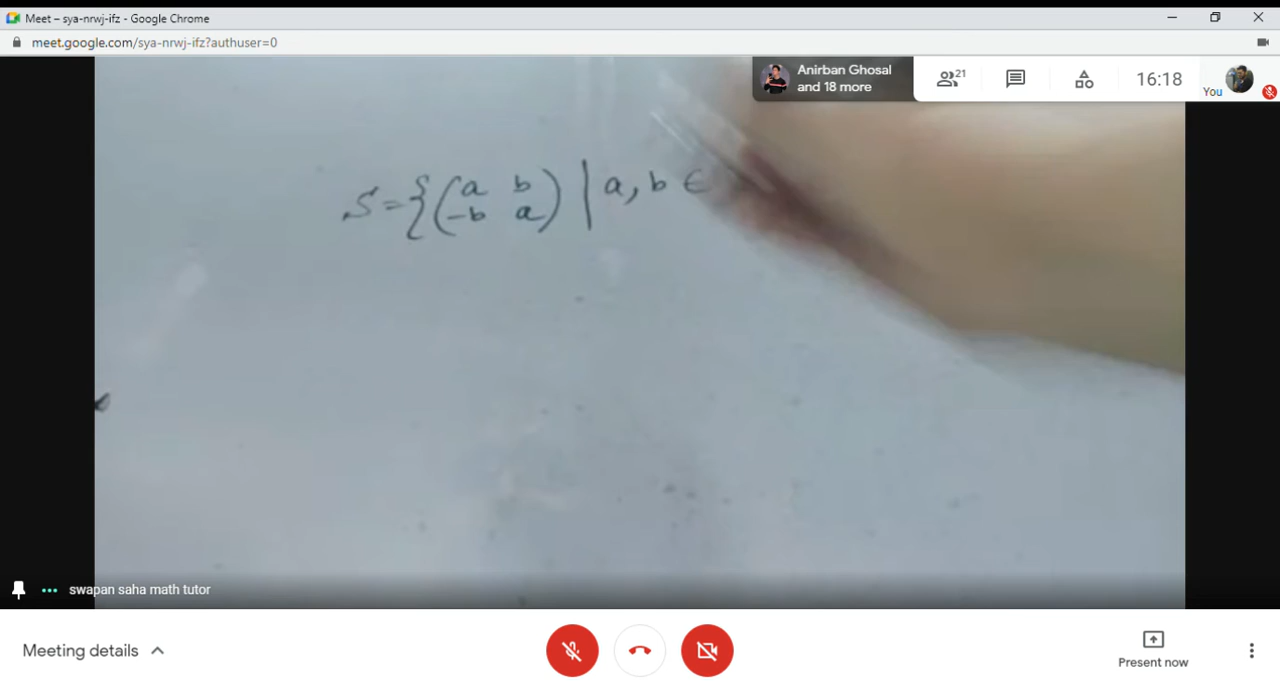 Meet – sya-nrwj-ifz - Google Chrome
meet.google.com/sya-nrwj-ifz?authuser=0
Anirban Ghosal
and 18 more
21
16:18
You
S = { ( a b
-b a ) | a, b ∈
swapan saha math tutor
Meeting details
Present now